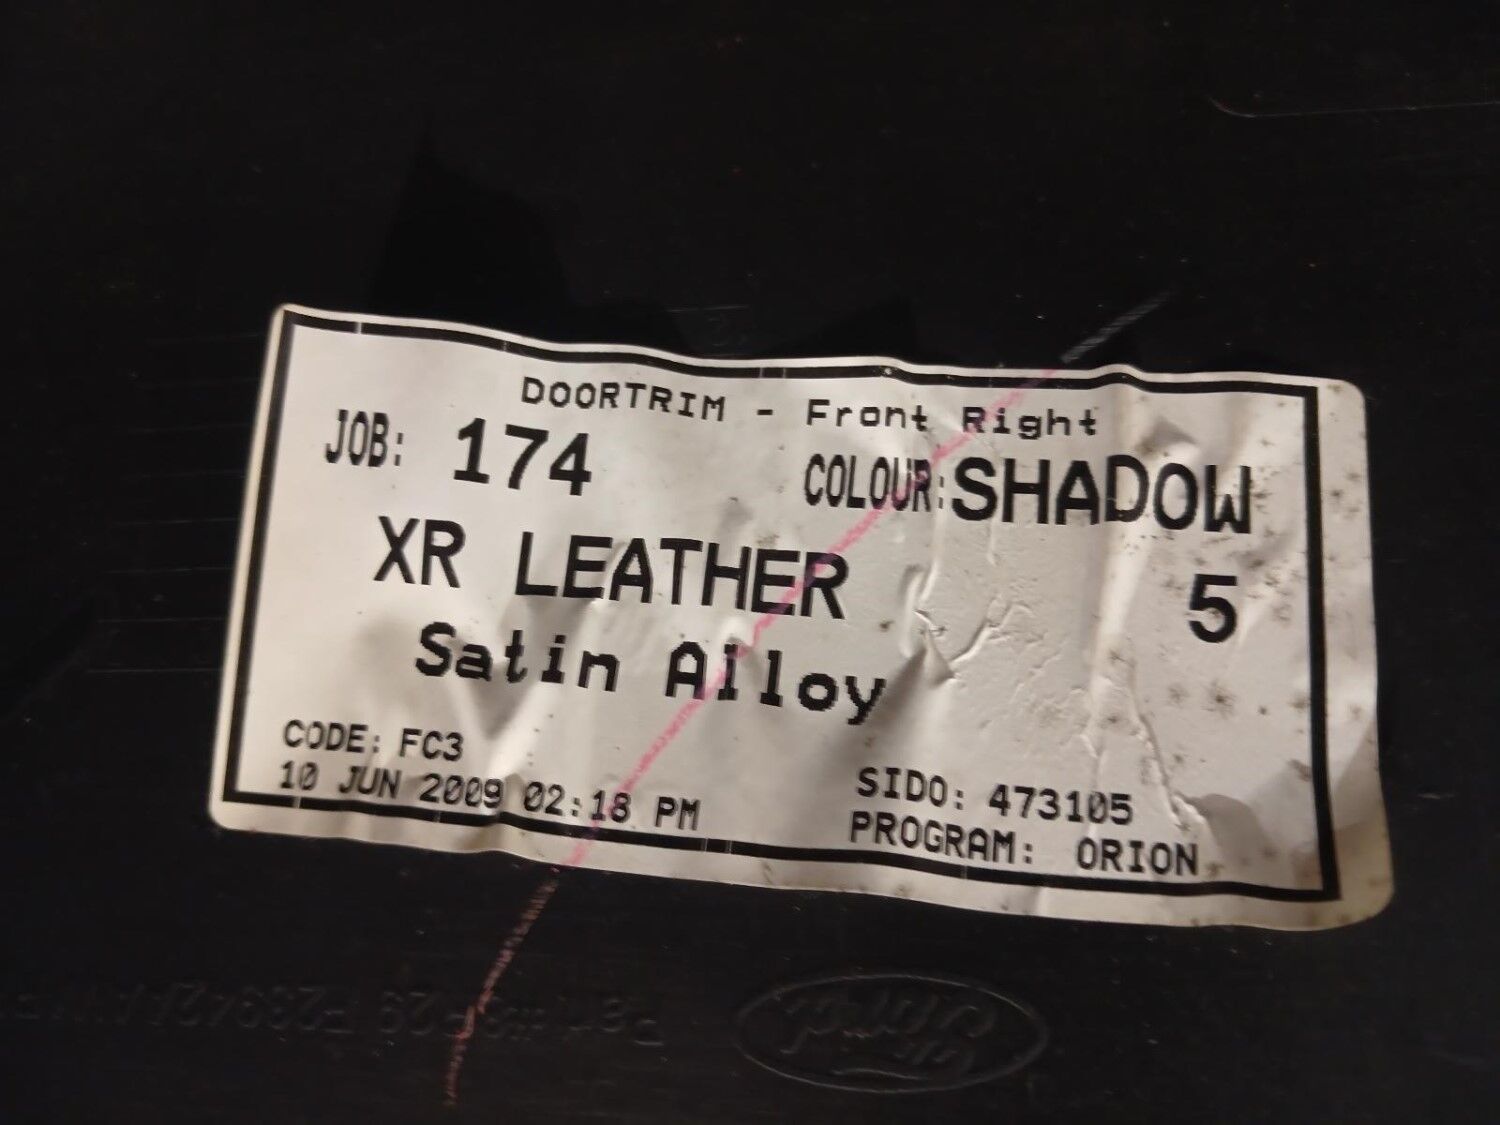 DOORTRIM - Front Right
JOB: 174 COLOUR: SHADOW
XR LEATHER 5
Satin Alloy
CODE: FC3
10 JUN 2009 02:18 PM
SIDO: 473105
PROGRAM: ORION
Ford